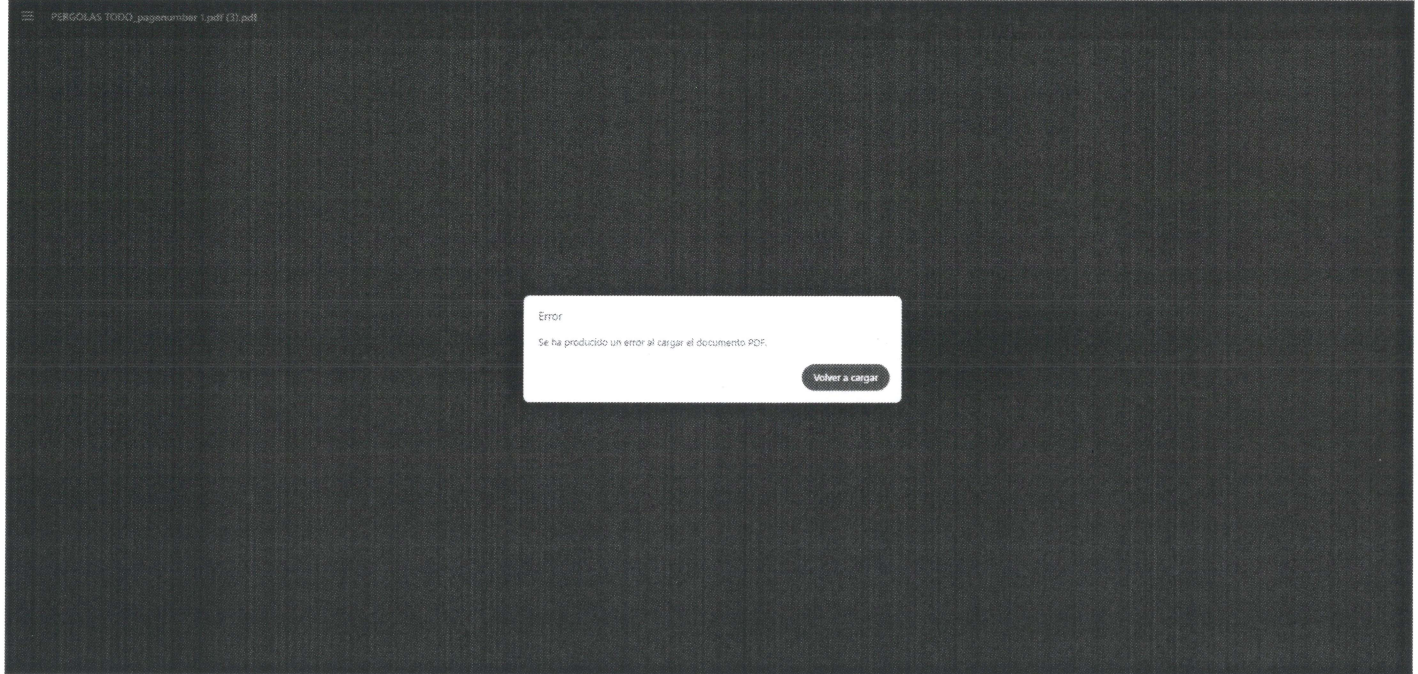 PERGOLAS TODO_pagenumber 1.pdf (3).pdf
Error
Se ha producido un error al cargar el documento PDF.
Volver a cargar